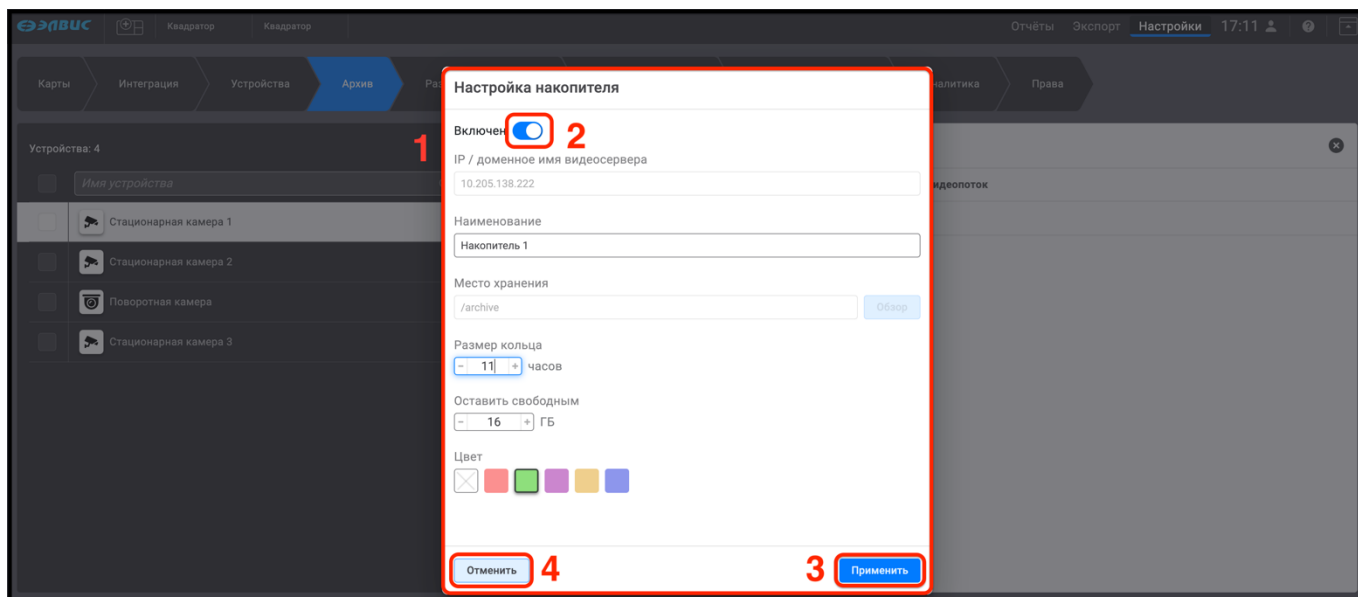 ЭЛВИС Квадратор Квадратор Отчёты Экспорт Настройки 17:11
Карты Интеграция Устройства Архив Раз налитика Права
Настройка накопителя
1
Включен 2
Устройства: 4
IP / доменное имя видеосервера
Имя устройства
10.205.138.222
идеопоток
Стационарная камера 1
Наименование
Накопитель 1
Стационарная камера 2
Место хранения
Поворотная камера
/archive Обзор
Стационарная камера 3
Размер кольца
- 11 + часов
Оставить свободным
- 16 + ГБ
Цвет
Отменить 4 3 Применить